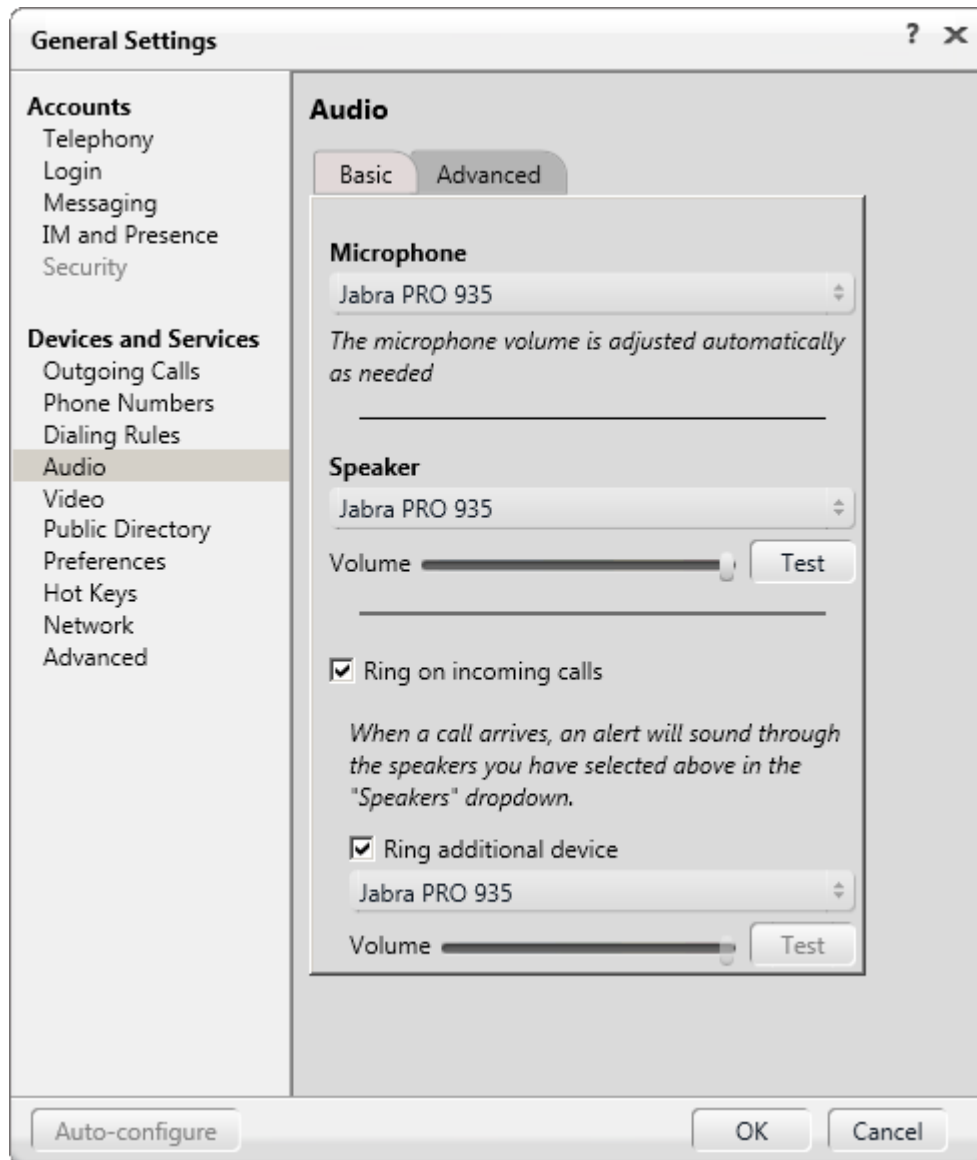 General Settings
?
Accounts
Telephony
Login
Messaging
IM and Presence
Security
Devices and Services
Outgoing Calls
Phone Numbers
Dialing Rules
Audio
Video
Public Directory
Preferences
Hot Keys
Network
Advanced
Audio
Basic
Advanced
Microphone
Jabra PRO 935
The microphone volume is adjusted automatically
as needed
Speaker
Jabra PRO 935
Volume
Test
Ring on incoming calls
When a call arrives, an alert will sound through
the speakers you have selected above in the
"Speakers" dropdown.
Ring additional device
Jabra PRO 935
Volume
Test
Auto-configure
OK
Cancel